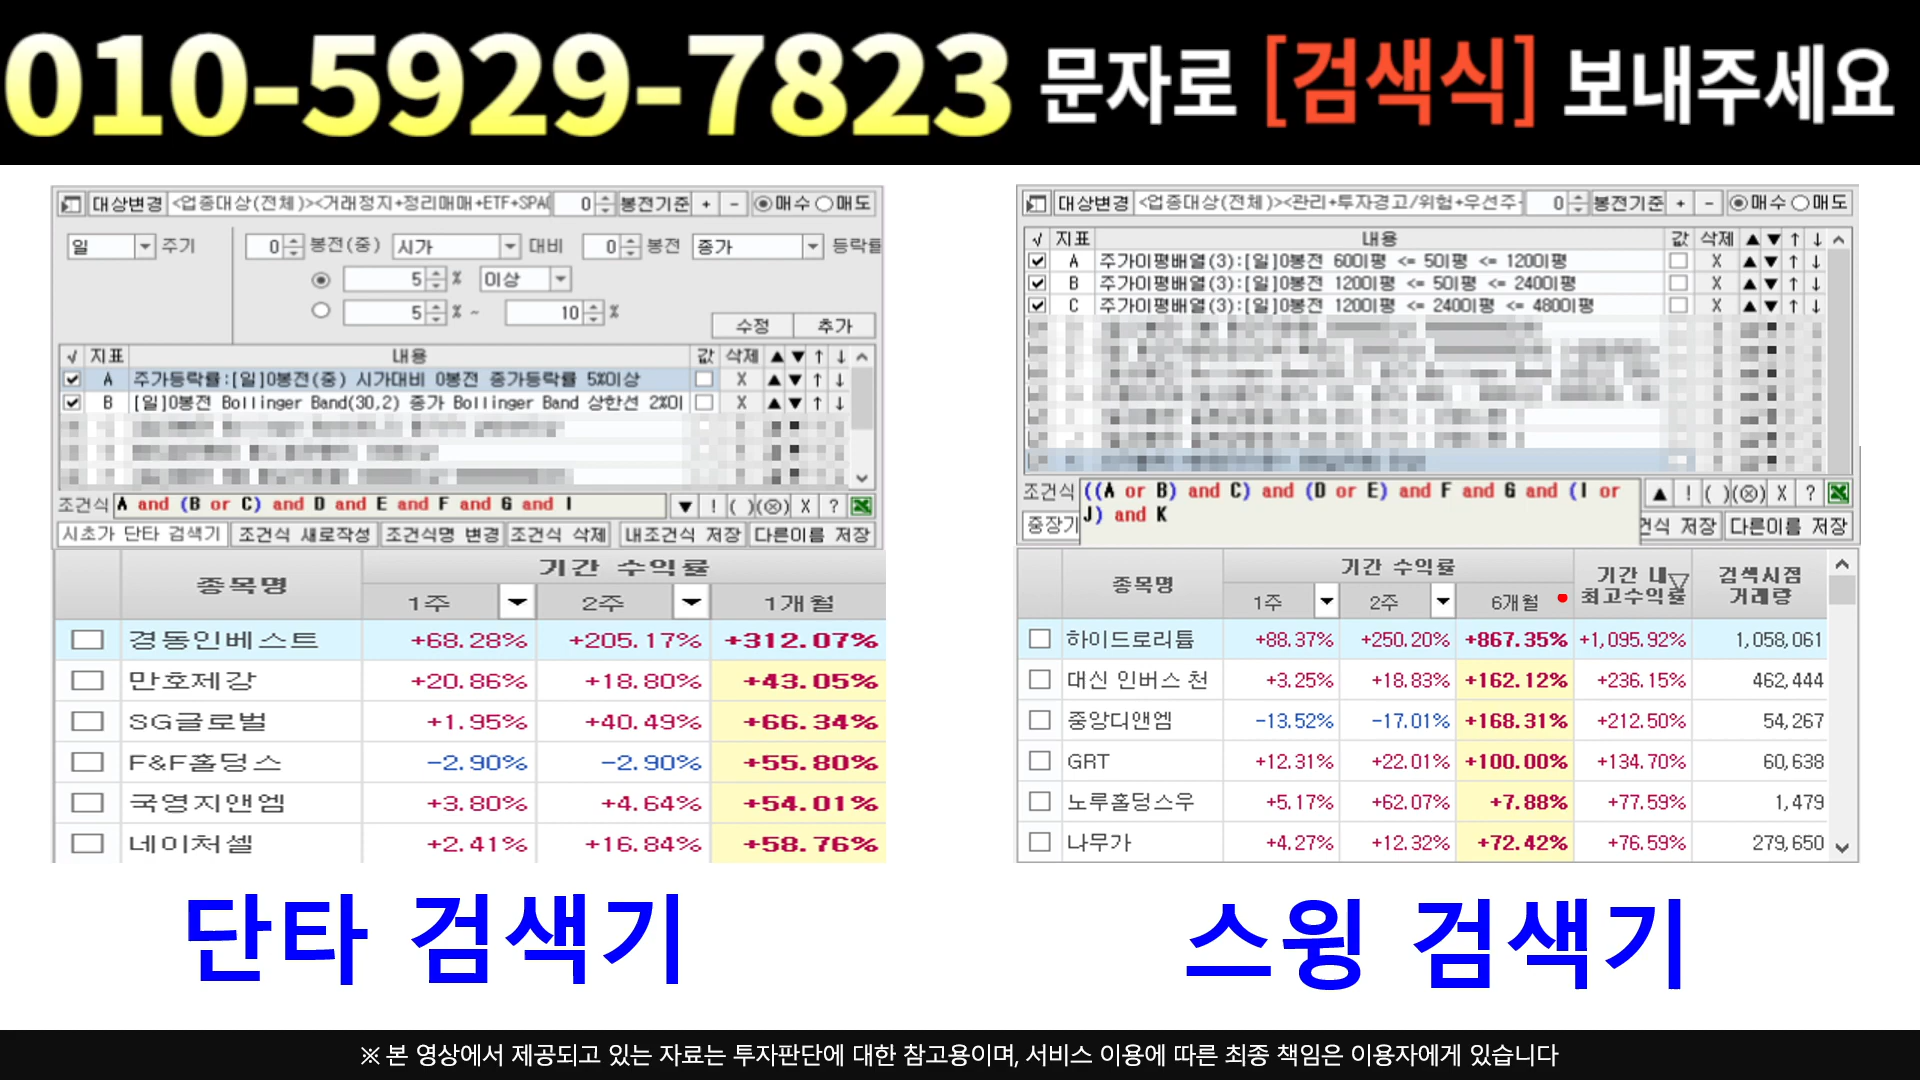 010-5929-7823 문자로 [검색식] 보내주세요
대상변경 <업종대상(전체)><거래정지+정리매매+ETF+SPA 0 봉전기준 + - 매수 매도
일 주기 0 봉전(중) 시가 대비 0 봉전 종가 등락률
5 % 이상
5 % ~ 10 %
수정 추가
√ 지표 내용 값 삭제 ▲ ▼ ↑ ↓
A 주가등락률:[일]0봉전(중) 시가대비 0봉전 종가등락률 5%이상 X ▲ ▼ ↑ ↓
B [일]0봉전 Bollinger Band(30,2) 종가 Bollinger Band 상한선 2%이 X ▲ ▼ ↑ ↓
조건식 A and (B or C) and D and E and F and G and I ▼ ! ( )(⊗) X ?
시초가 단타 검색기 조건식 새로작성 조건식명 변경 조건식 삭제 내조건식 저장 다른이름 저장
종목명 기간 수익률
1주 2주 1개월
경동인베스트 +68.28% +205.17% +312.07%
만호제강 +20.86% +18.80% +43.05%
SG글로벌 +1.95% +40.49% +66.34%
F&F홀딩스 -2.90% -2.90% +55.80%
국영지앤엠 +3.80% +4.64% +54.01%
네이처셀 +2.41% +16.84% +58.76%
단타 검색기
대상변경 <업종대상(전체)><관리+투자경고/위험+우선주+ 0 봉전기준 + - 매수 매도
√ 지표 내용 값 삭제 ▲ ▼ ↑ ↓
A 주가이평배열(3):[일]0봉전 60이평 <= 5이평 <= 120이평 X ▲ ▼ ↑ ↓
B 주가이평배열(3):[일]0봉전 120이평 <= 5이평 <= 240이평 X ▲ ▼ ↑ ↓
C 주가이평배열(3):[일]0봉전 120이평 <= 240이평 <= 480이평 X ▲ ▼ ↑ ↓
조건식 ((A or B) and C) and (D or E) and F and G and (I or ▲ ! ( )(⊗) X ?
중장기 J) and K 건식 저장 다른이름 저장
종목명 기간 수익률 기간 내 최고수익률 검색시점 거래량
1주 2주 6개월
하이드로리튬 +88.37% +250.20% +867.35% +1,095.92% 1,058,061
대신 인버스 천 +3.25% +18.83% +162.12% +236.15% 462,444
중앙디앤엠 -13.52% -17.01% +168.31% +212.50% 54,267
GRT +12.31% +22.01% +100.00% +134.70% 60,638
노루홀딩스우 +5.17% +62.07% +7.88% +77.59% 1,479
나무가 +4.27% +12.32% +72.42% +76.59% 279,650
스윙 검색기
※ 본 영상에서 제공되고 있는 자료는 투자판단에 대한 참고용이며, 서비스 이용에 따른 최종 책임은 이용자에게 있습니다